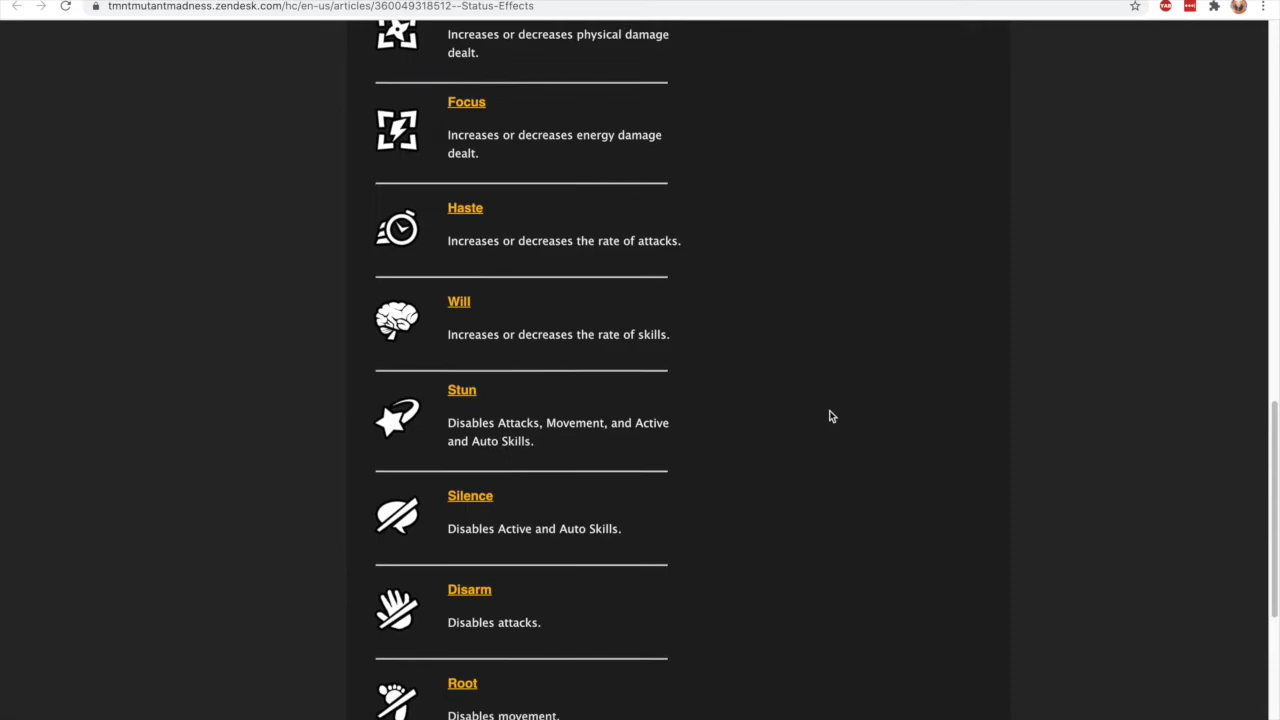 tmntmutantmadness.zendesk.com/hc/en-us/articles/360049318512--Status-Effects
Increases or decreases physical damage
dealt.
Focus
Increases or decreases energy damage
dealt.
Haste
Increases or decreases the rate of attacks.
Will
Increases or decreases the rate of skills.
Stun
Disables Attacks, Movement, and Active
and Auto Skills.
Silence
Disables Active and Auto Skills.
Disarm
Disables attacks.
Root
Disables movement.